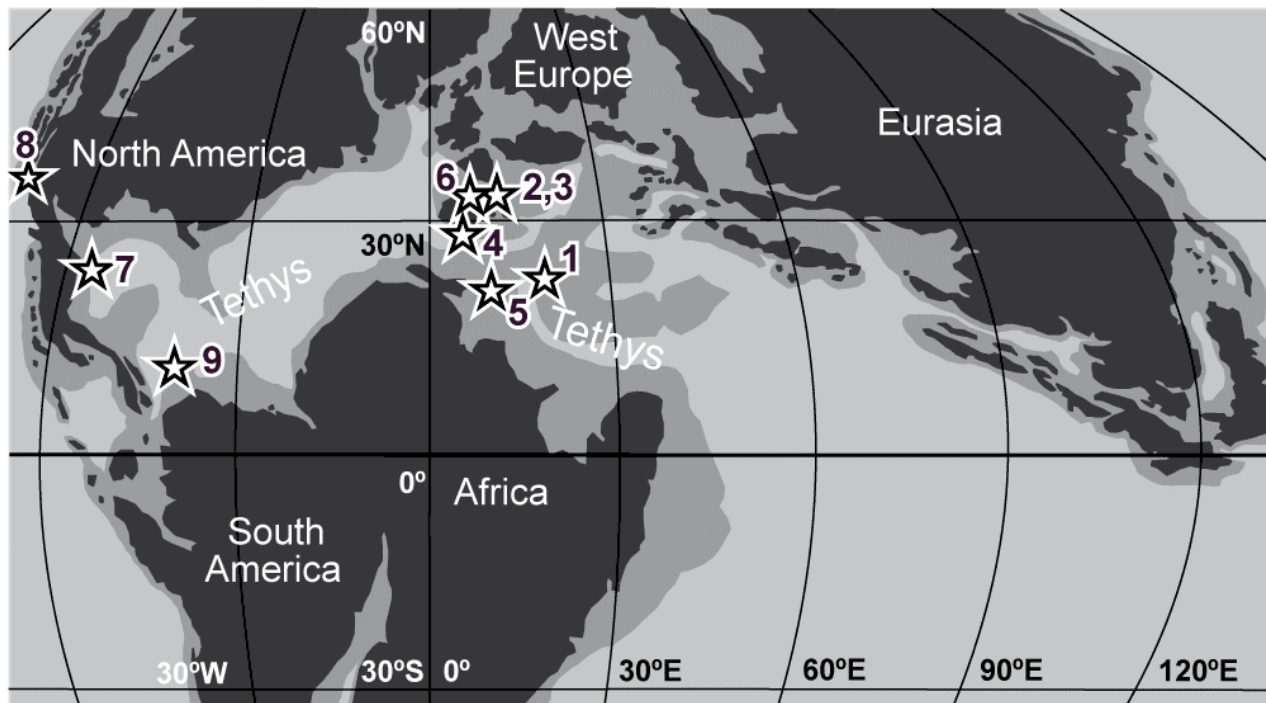 60ºN
West
Europe
Eurasia
8
North America
6
2,3
30ºN
4
1
7
Tethys
5
Tethys
9
0º
Africa
South
America
30ºW
30ºS
0º
30ºE
60ºE
90ºE
120ºE